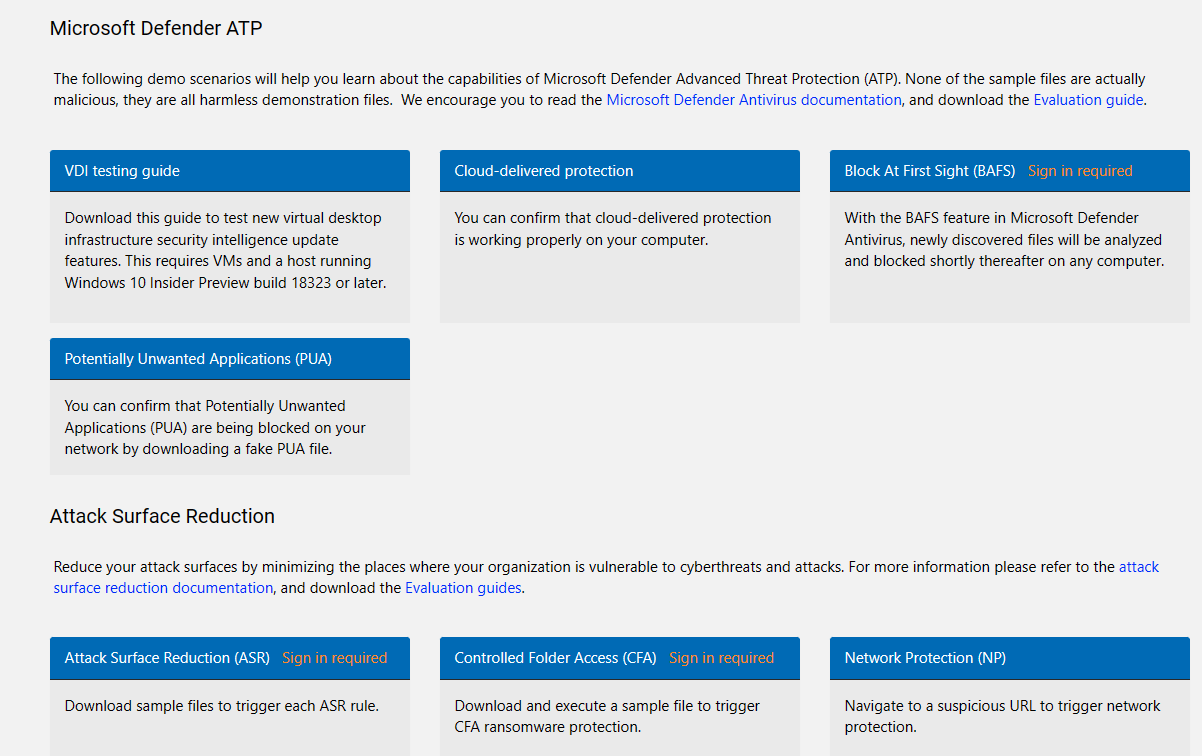 Microsoft Defender ATP
The following demo scenarios will help you learn about the capabilities of Microsoft Defender Advanced Threat Protection (ATP). None of the sample files are actually
malicious, they are all harmless demonstration files.  We encourage you to read the Microsoft Defender Antivirus documentation, and download the Evaluation guide.
VDI testing guide
Download this guide to test new virtual desktop
infrastructure security intelligence update
features. This requires VMs and a host running
Windows 10 Insider Preview build 18323 or later.
Cloud-delivered protection
You can confirm that cloud-delivered protection
is working properly on your computer.
Block At First Sight (BAFS) Sign in required
With the BAFS feature in Microsoft Defender
Antivirus, newly discovered files will be analyzed
and blocked shortly thereafter on any computer.
Potentially Unwanted Applications (PUA)
You can confirm that Potentially Unwanted
Applications (PUA) are being blocked on your
network by downloading a fake PUA file.
Attack Surface Reduction
Reduce your attack surfaces by minimizing the places where your organization is vulnerable to cyberthreats and attacks. For more information please refer to the attack
surface reduction documentation, and download the Evaluation guides.
Attack Surface Reduction (ASR) Sign in required
Download sample files to trigger each ASR rule.
Controlled Folder Access (CFA) Sign in required
Download and execute a sample file to trigger
CFA ransomware protection.
Network Protection (NP)
Navigate to a suspicious URL to trigger network
protection.